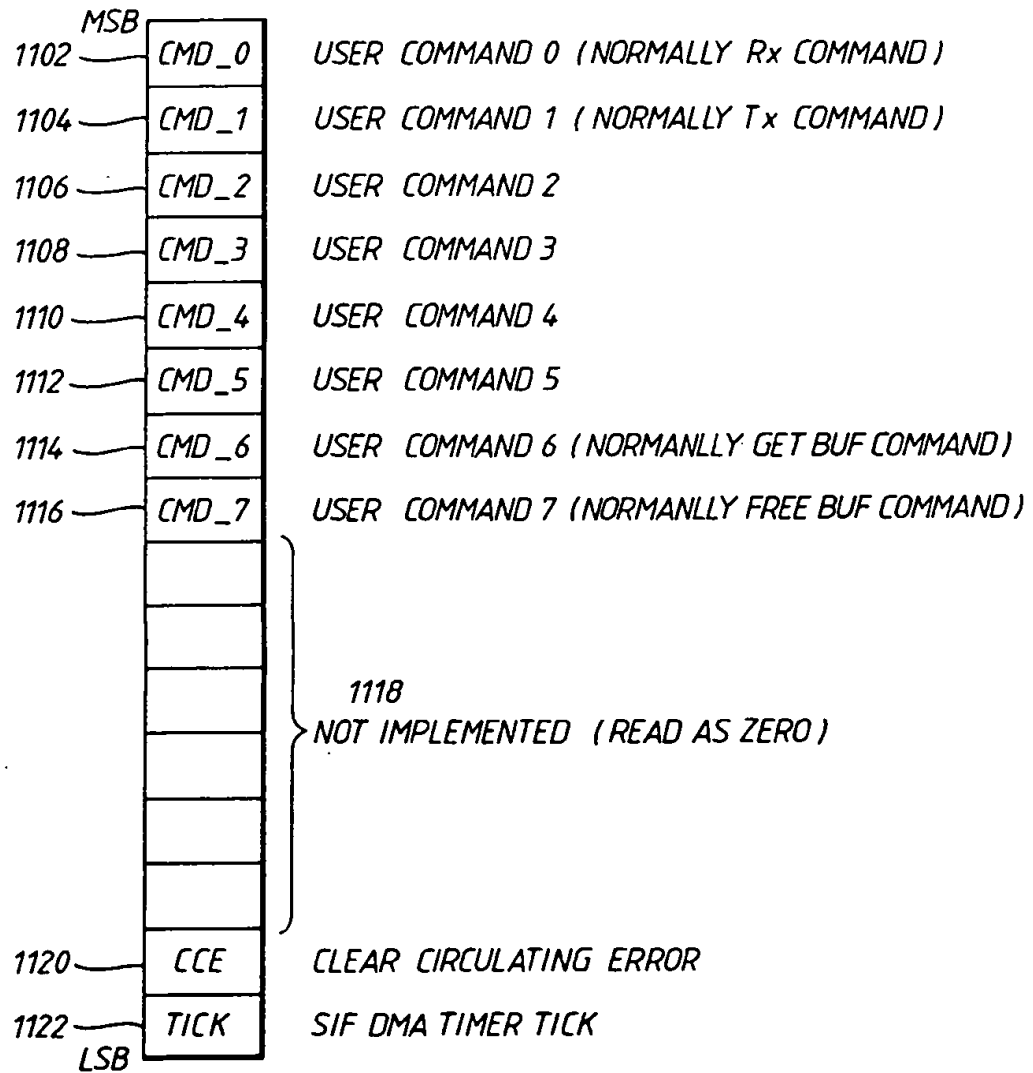 MSB
1102 CMD_0 USER COMMAND 0 (NORMALLY Rx COMMAND)
1104 CMD_1 USER COMMAND 1 (NORMALLY Tx COMMAND)
1106 CMD_2 USER COMMAND 2
1108 CMD_3 USER COMMAND 3
1110 CMD_4 USER COMMAND 4
1112 CMD_5 USER COMMAND 5
1114 CMD_6 USER COMMAND 6 (NORMANLLY GET BUF COMMAND)
1116 CMD_7 USER COMMAND 7 (NORMANLLY FREE BUF COMMAND)
1118
NOT IMPLEMENTED (READ AS ZERO)
1120 CCE CLEAR CIRCULATING ERROR
1122 TICK SIF DMA TIMER TICK
LSB